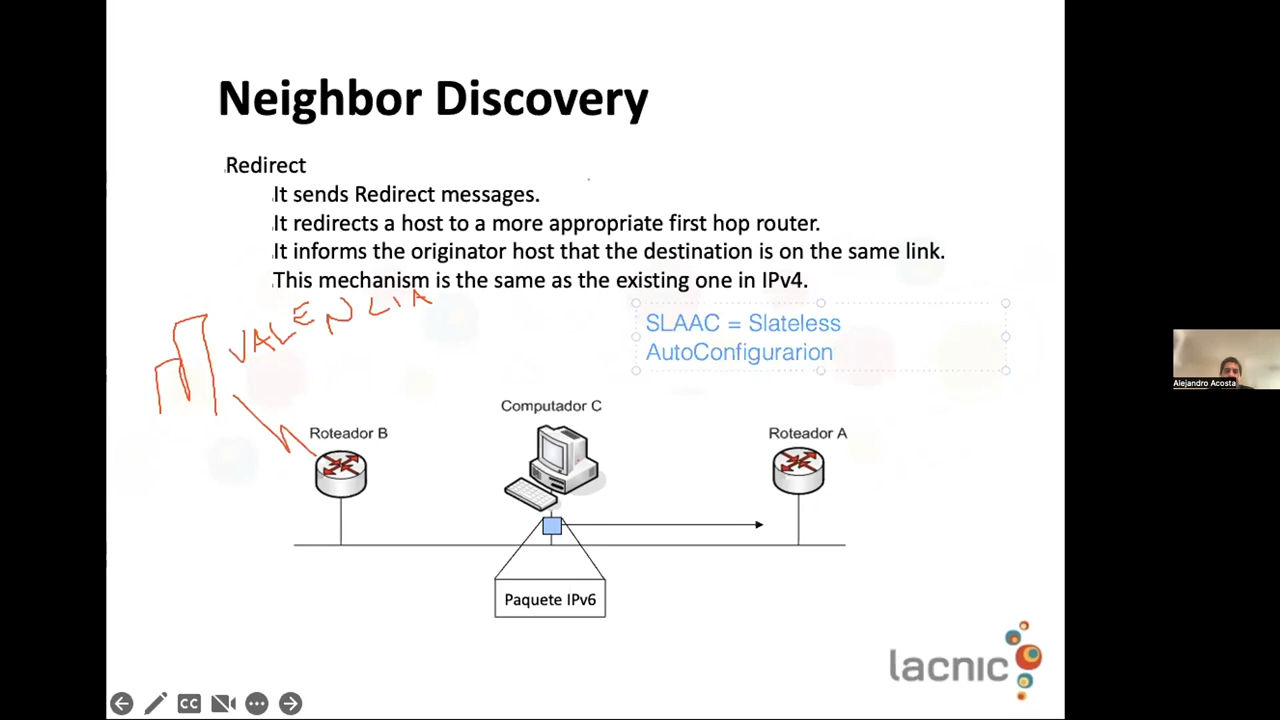 Neighbor Discovery
Redirect
It sends Redirect messages.
It redirects a host to a more appropriate first hop router.
It informs the originator host that the destination is on the same link.
This mechanism is the same as the existing one in IPv4.
VALENCIA
SLAAC = Slateless
AutoConfigurarion
Computador C
Roteador B
Roteador A
Paquete IPv6
lacnic
CC
Alejandro Acosta